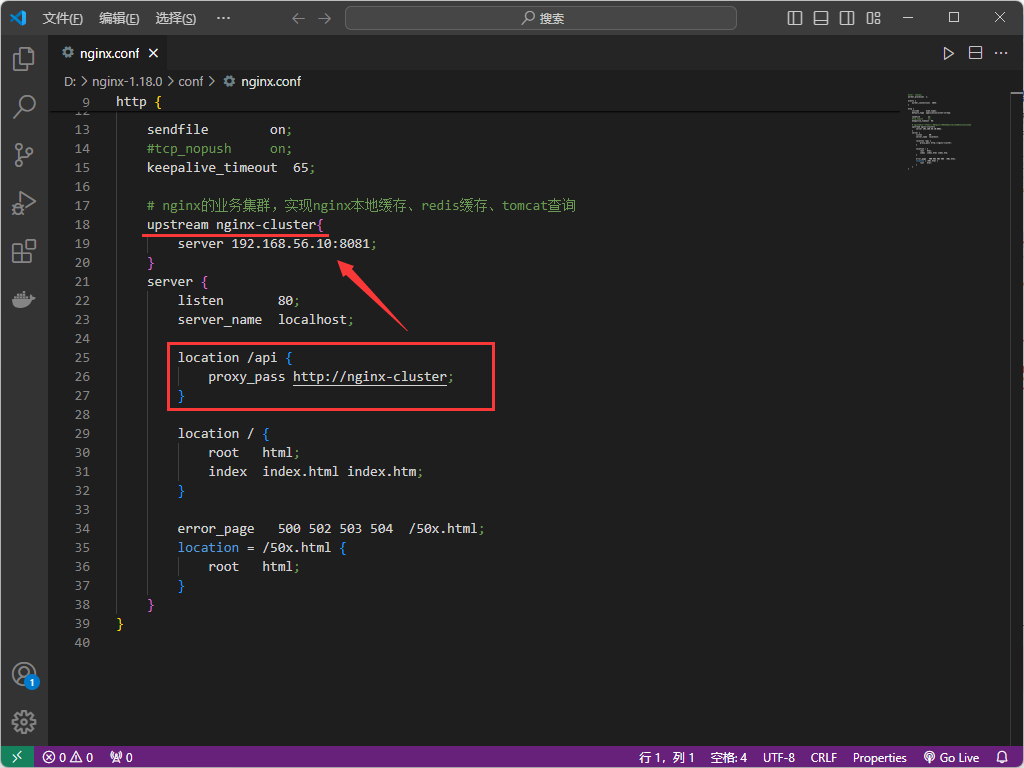 文件(F) 编辑(E) 选择(S) ··· 搜索
nginx.conf
D: > nginx-1.18.0 > conf > nginx.conf
9 http {
12
13 sendfile        on;
14 #tcp_nopush     on;
15 keepalive_timeout  65;
16
17 # nginx的业务集群，实现nginx本地缓存、redis缓存、tomcat查询
18 upstream nginx-cluster{
19     server 192.168.56.10:8081;
20 }
21 server {
22     listen       80;
23     server_name  localhost;
24
25     location /api {
26         proxy_pass http://nginx-cluster;
27     }
28
29     location / {
30         root   html;
31         index  index.html index.htm;
32     }
33
34     error_page   500 502 503 504  /50x.html;
35     location = /50x.html {
36         root   html;
37     }
38 }
39 }
40
1
0 0 0 行 1，列 1 空格: 4 UTF-8 CRLF Properties Go Live